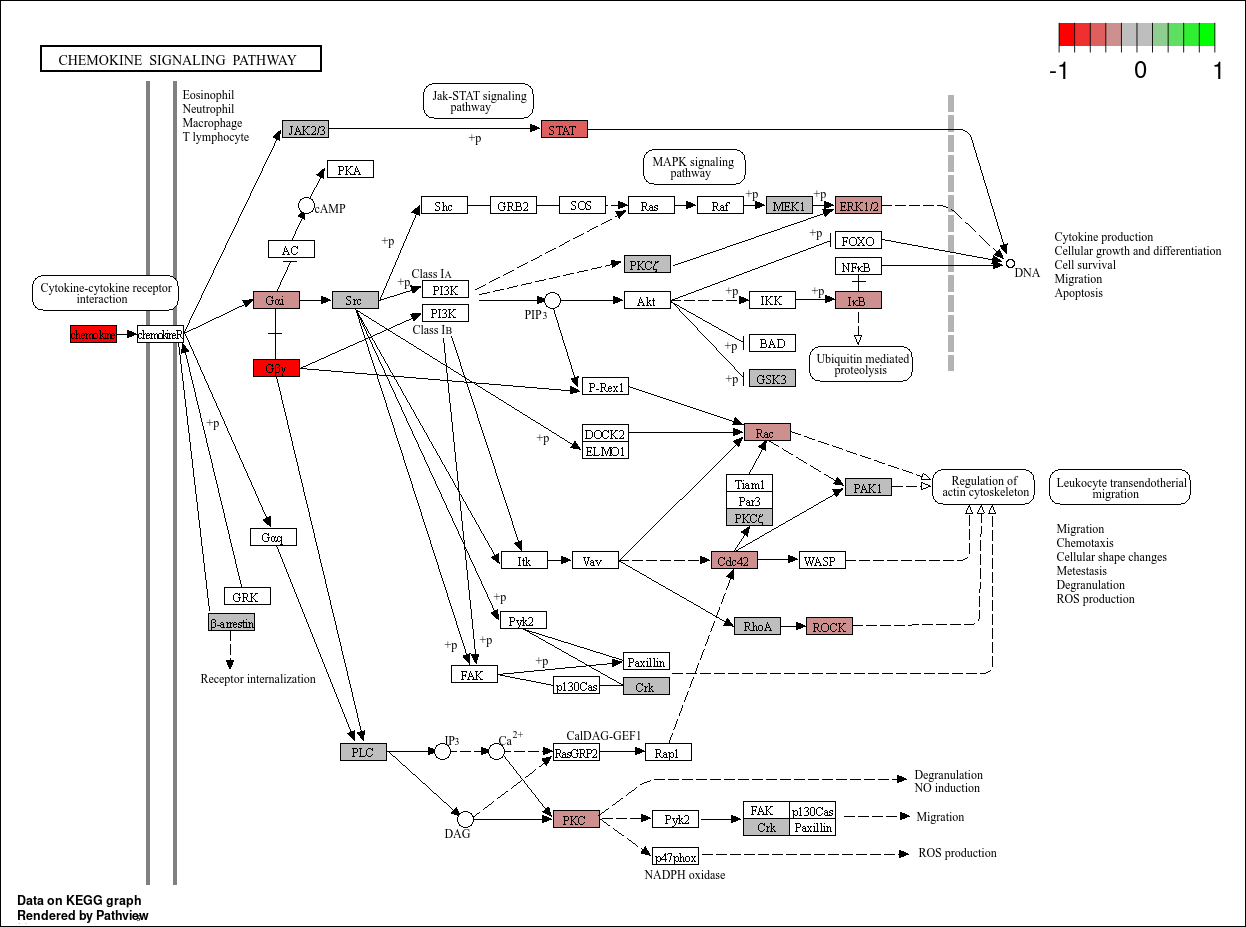 -1 0 1
CHEMOKINE SIGNALING PATHWAY
Eosinophil
Neutrophil
Macrophage
T lymphocyte
Jak-STAT signaling
pathway
JAK2/3
+p
STAT
PKA
MAPK signaling
pathway
cAMP
Shc
GRB2
SOS
Ras
Raf
+p
MEK1
+p
ERK1/2
AC
+p
+p
FOXO
Cytokine production
Cellular growth and differentiation
Cell survival
Migration
Apoptosis
PKCζ
NFκB
DNA
Cytokine-cytokine receptor
interaction
Class IA
+p
PI3K
Gαi
Src
PIP3
Akt
IKK
+p
IκB
PI3K
Class IB
chemokine
chemokineR
+p
BAD
Ubiquitin mediated
proteolysis
Gβγ
+p
GSK3
P-Rex1
+p
DOCK2
ELMO1
Rac
+p
Tiam1
Par3
PKCζ
PAK1
Regulation of
actin cytoskeleton
Leukocyte transendotherial
migration
Gαq
Itk
Vav
Cdc42
WASP
Migration
Chemotaxis
Cellular shape changes
Metestasis
Degranulation
ROS production
GRK
β-arrestin
+p
Pyk2
RhoA
ROCK
+p
+p
+p
Paxillin
FAK
p130Cas
Crk
Receptor internalization
PLC
IP3
Ca2+
CalDAG-GEF1
RasGRP2
Rap1
Degranulation
NO induction
DAG
PKC
Pyk2
FAK
p130Cas
Crk
Paxillin
Migration
p47phox
ROS production
NADPH oxidase
Data on KEGG graph
Rendered by Pathview